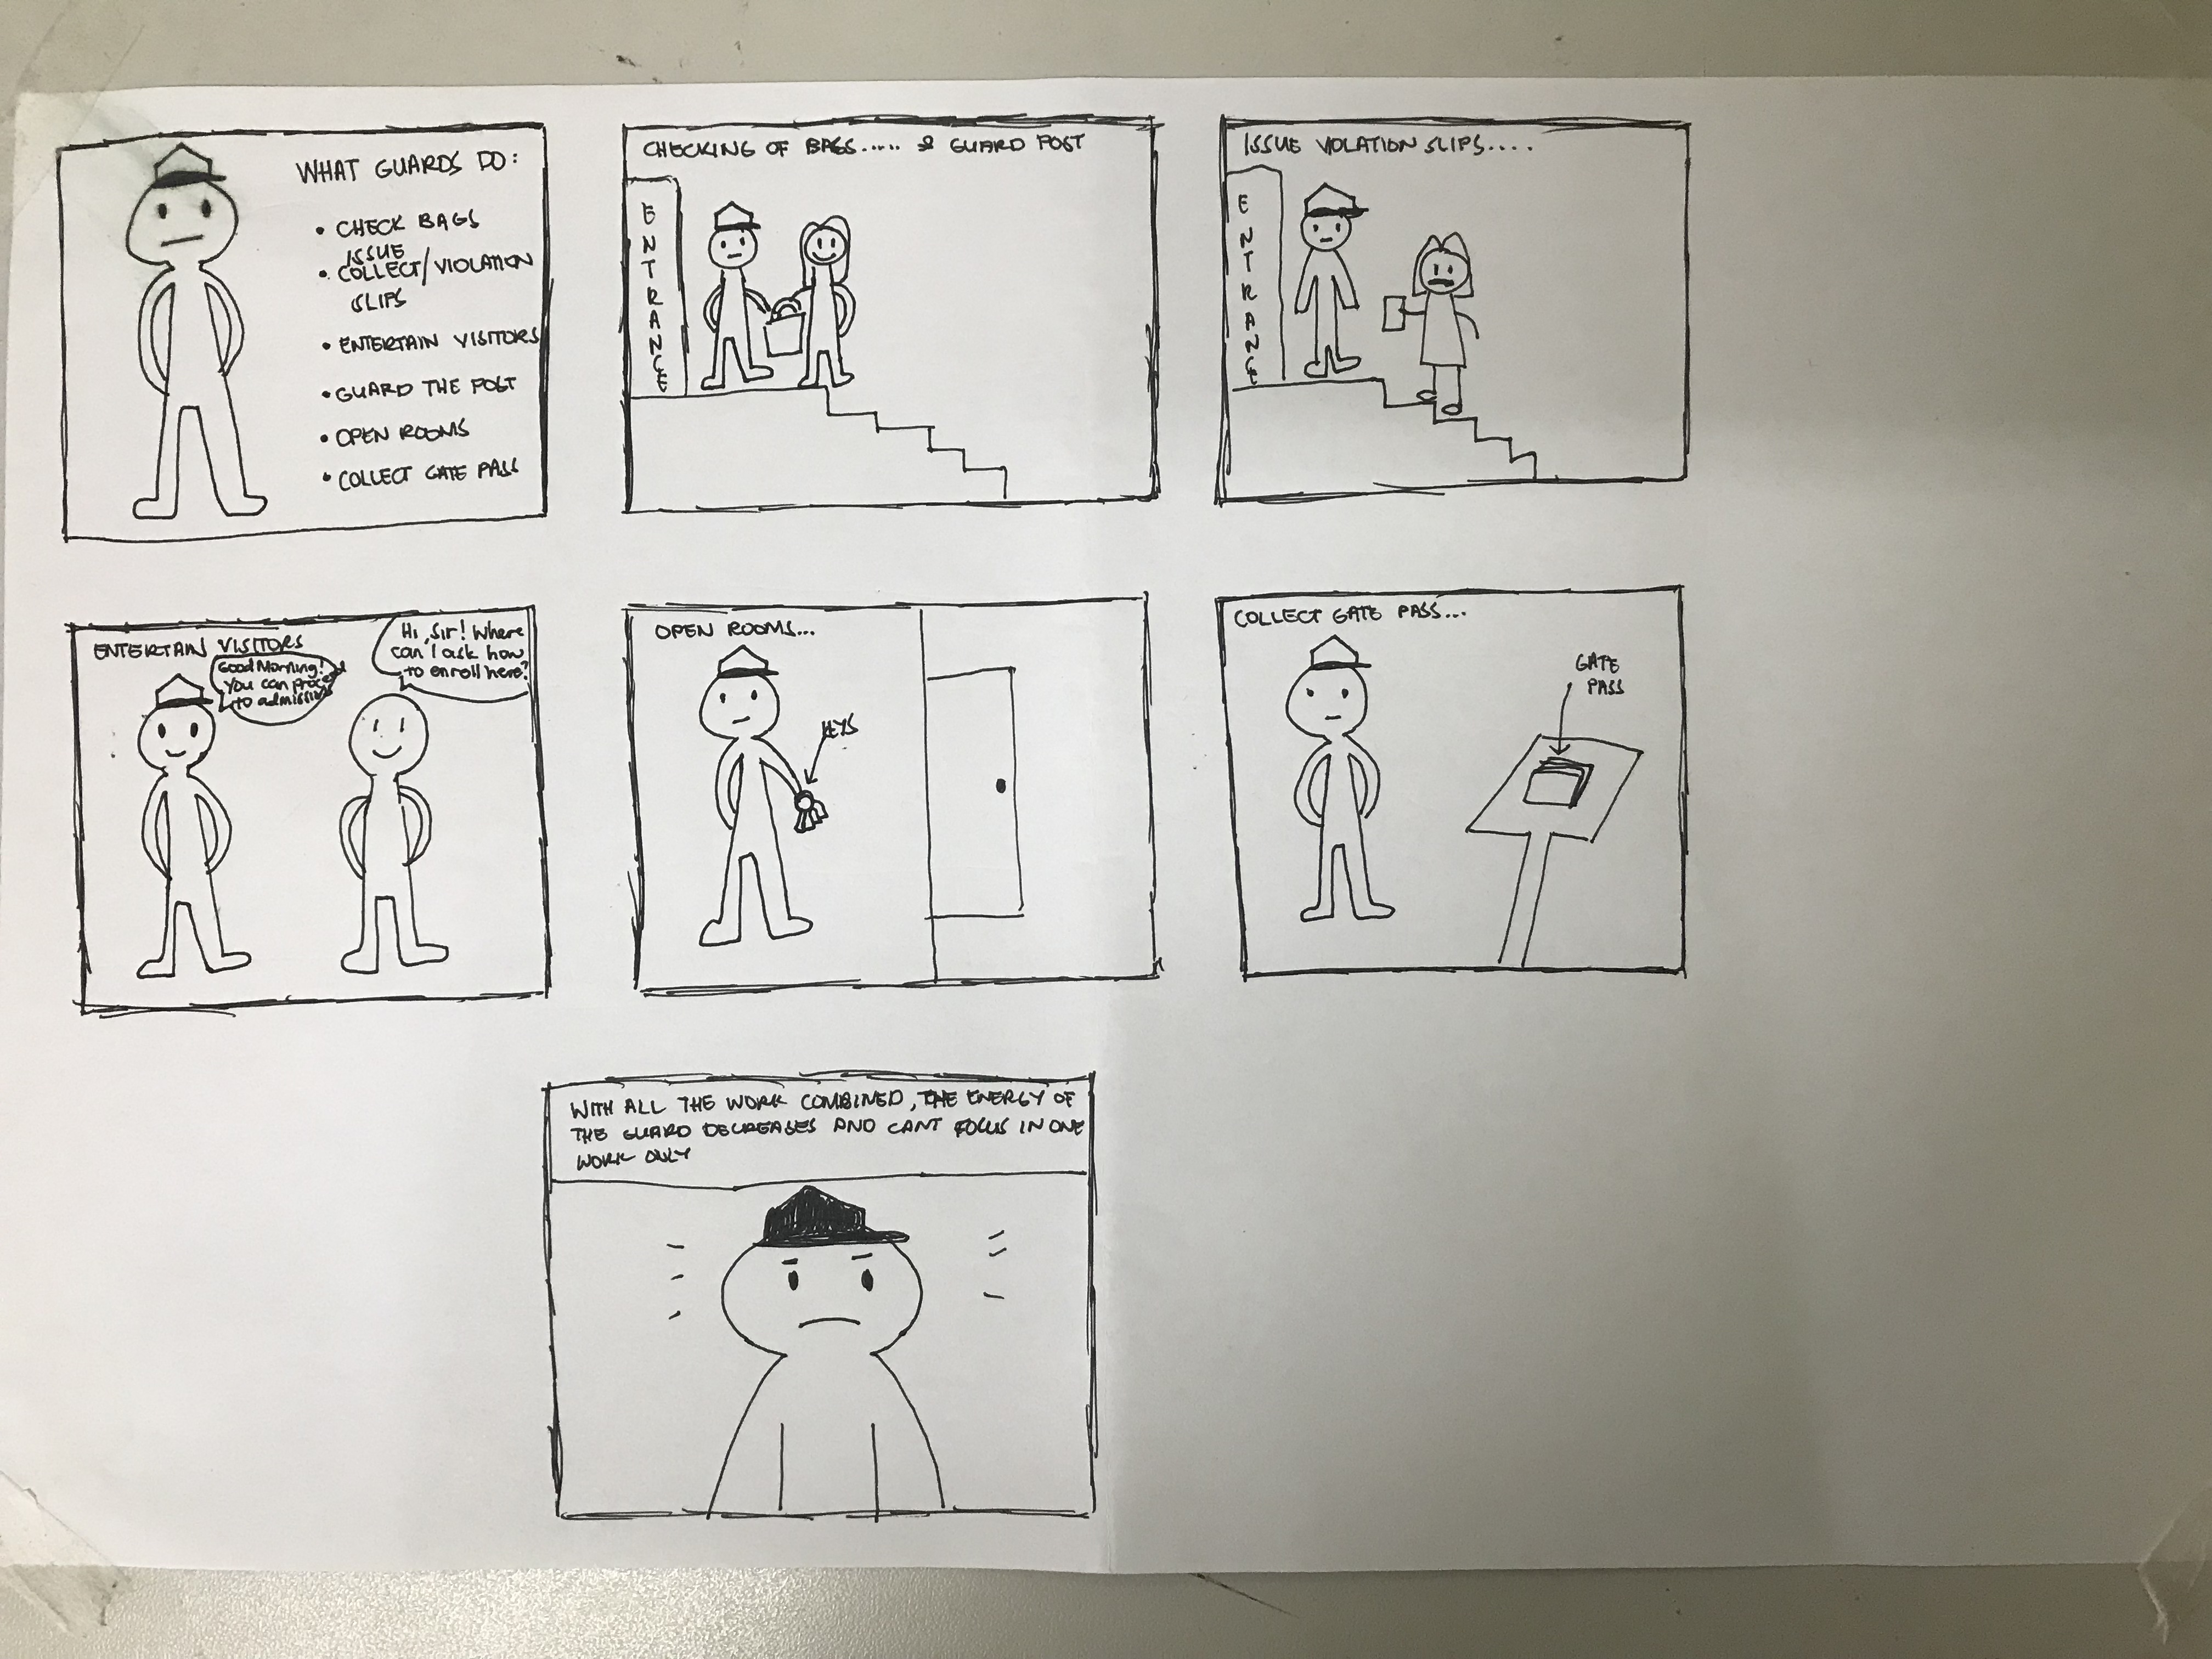 WHAT GUARDS DO:
• CHECK BAGS
ISSUE
• COLLECT/VIOLATION
SLIPS
• ENTERTAIN VISITORS
• GUARD THE POST
• OPEN ROOMS
• COLLECT GATE PASS
CHECKING OF BAGS..... & GUARD POST
ENTRANCE
ISSUE VIOLATION SLIPS.....
ENTRANCE
ENTERTAIN VISITORS
Good Morning!
You can proceed
to admissions
Hi, sir! Where
can I ask how
to enroll here?
OPEN ROOMS...
KEYS
COLLECT GATE PASS....
GATE
PASS
WITH ALL THE WORK COMBINED, THE ENERGY OF
THE GUARD DECREASES AND CANT FOCUS IN ONE
WORK ONLY